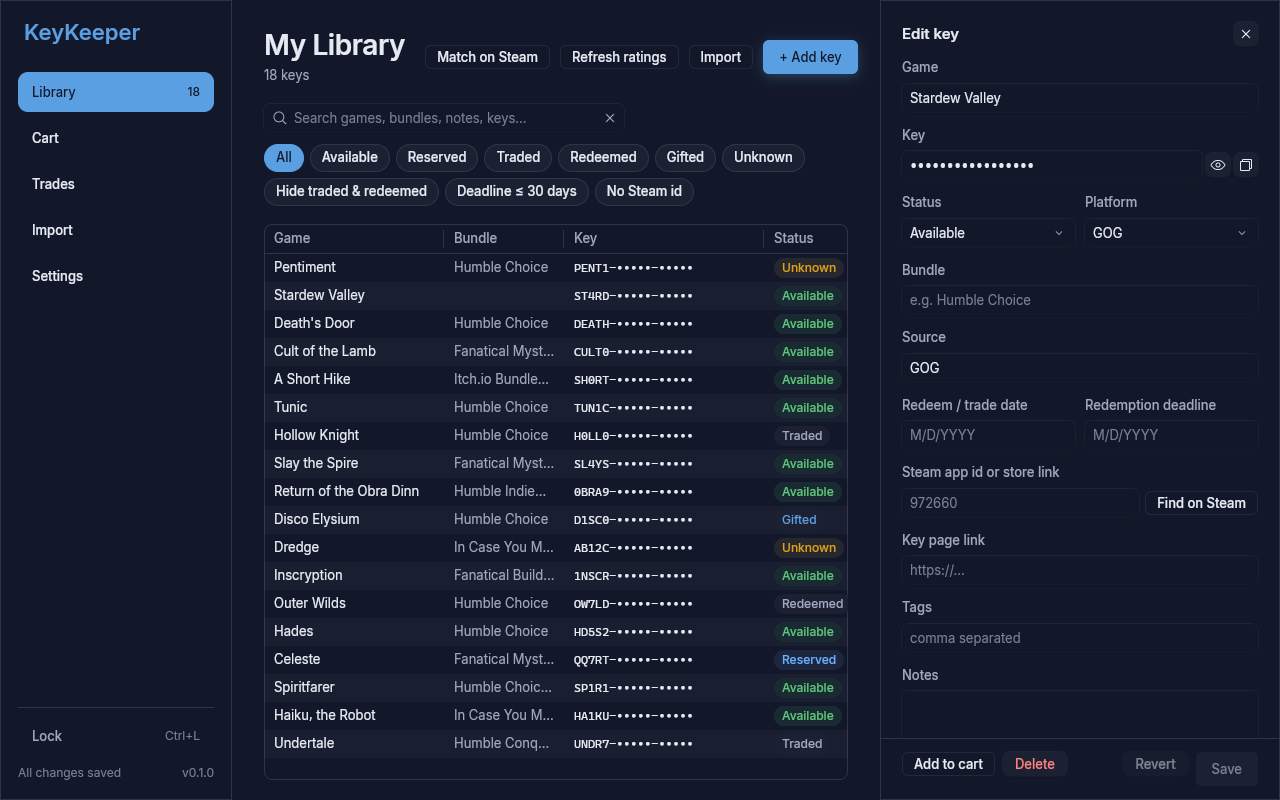 KeyKeeper
Library 18
Cart
Trades
Import
Settings
Lock Ctrl+L
All changes saved v0.1.0
My Library
18 keys
Match on Steam Refresh ratings Import + Add key
Search games, bundles, notes, keys...
All Available Reserved Traded Redeemed Gifted Unknown
Hide traded & redeemed Deadline ≤ 30 days No Steam id
Game Bundle Key Status
Pentiment Humble Choice PENT1-•••••-••••• Unknown
Stardew Valley ST4RD-•••••-••••• Available
Death's Door Humble Choice DEATH-•••••-••••• Available
Cult of the Lamb Fanatical Myst... CULT0-•••••-••••• Available
A Short Hike Itch.io Bundle... SH0RT-•••••-••••• Available
Tunic Humble Choice TUN1C-•••••-••••• Available
Hollow Knight Humble Choice H0LL0-•••••-••••• Traded
Slay the Spire Fanatical Myst... SL4YS-•••••-••••• Available
Return of the Obra Dinn Humble Indie... 0BRA9-•••••-••••• Available
Disco Elysium Humble Choice D1SC0-•••••-••••• Gifted
Dredge In Case You M... AB12C-•••••-••••• Unknown
Inscryption Fanatical Build... 1NSCR-•••••-••••• Available
Outer Wilds Humble Choice OW7LD-•••••-••••• Redeemed
Hades Humble Choice HD5S2-•••••-••••• Available
Celeste Fanatical Myst... QQ7RT-•••••-••••• Reserved
Spiritfarer Humble Choic... SP1R1-•••••-••••• Available
Haiku, the Robot In Case You M... HA1KU-•••••-••••• Available
Undertale Humble Conq... UNDR7-•••••-••••• Traded
Edit key
Game
Stardew Valley
Key
•••••••••••••••••
Status Platform
Available GOG
Bundle
e.g. Humble Choice
Source
GOG
Redeem / trade date Redemption deadline
M/D/YYYY M/D/YYYY
Steam app id or store link
972660 Find on Steam
Key page link
https://...
Tags
comma separated
Notes
Add to cart Delete Revert Save